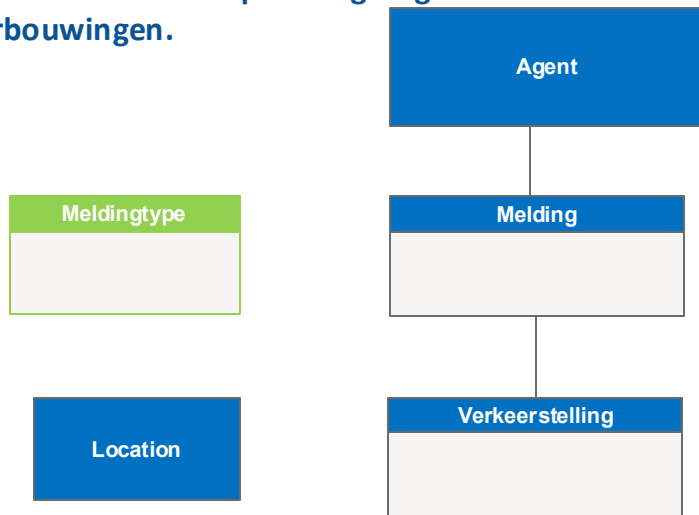 rbouwingen.
Agent
Meldingtype
Melding
Verkeerstelling
Location